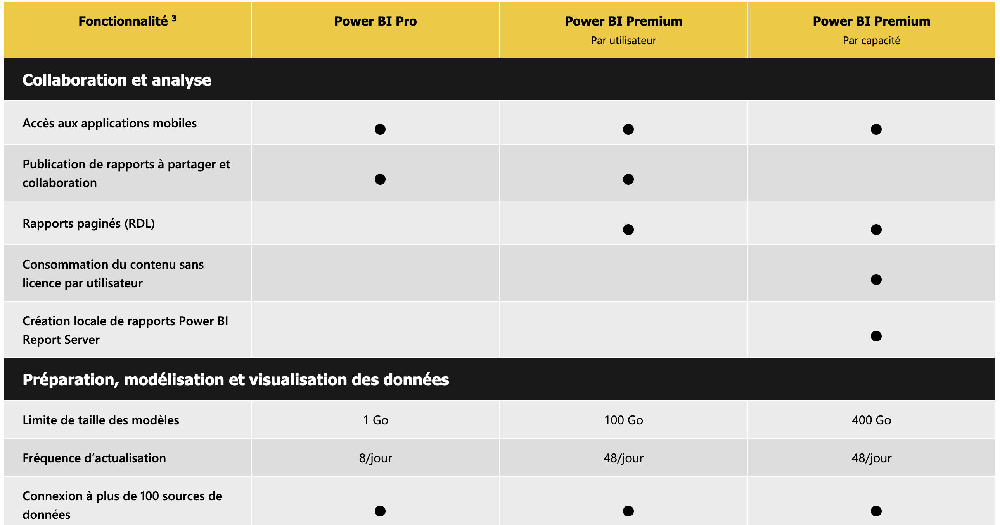 Fonctionnalité ³
Power BI Pro
Power BI Premium
Par utilisateur
Power BI Premium
Par capacité
Collaboration et analyse
Accès aux applications mobiles
Publication de rapports à partager et
collaboration
Rapports paginés (RDL)
Consommation du contenu sans
licence par utilisateur
Création locale de rapports Power BI
Report Server
Préparation, modélisation et visualisation des données
Limite de taille des modèles
1 Go
100 Go
400 Go
Fréquence d’actualisation
8/jour
48/jour
48/jour
Connexion à plus de 100 sources de
données